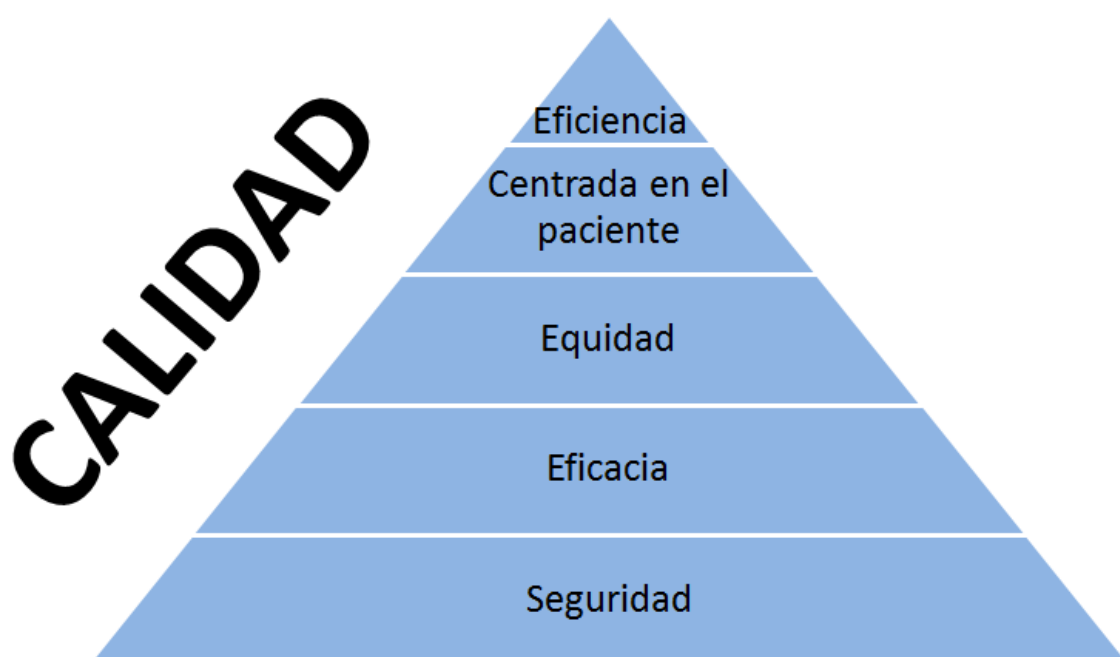 CALIDAD
Eficiencia
Centrada en el
paciente
Equidad
Eficacia
Seguridad